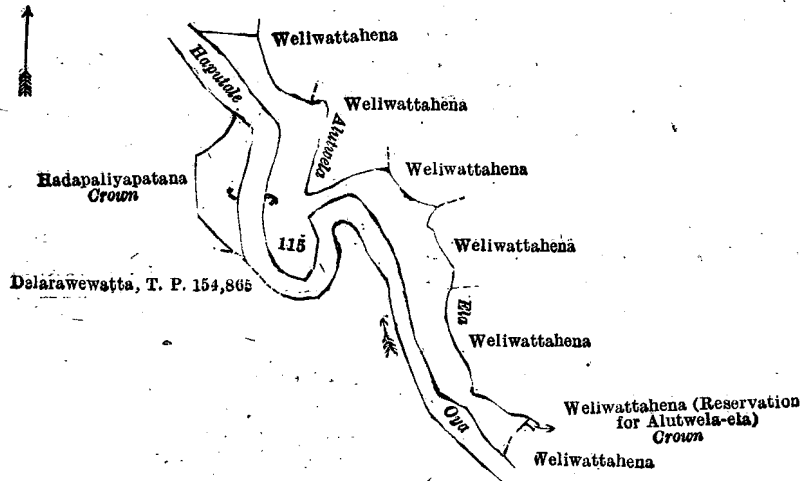 Weliwattahena
Haputale
Weliwattahena
Alutwela
Weliwattahena
Hadapaliyapatana
Crown
115
Weliwattahena
Dalarawewatta, T. P. 154,865
Ela
Weliwattahena
Weliwattahena (Reservation
for Alutwela-ela)
Crown
Oya
Weliwattahena